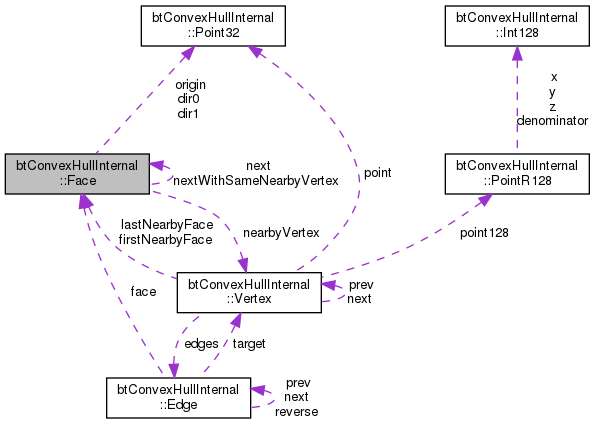 btConvexHullInternal
::Point32
btConvexHullInternal
::Int128
origin
dir0
dir1
x
y
z
denominator
btConvexHullInternal
::Face
next
nextWithSameNearbyVertex
point
btConvexHullInternal
::PointR128
lastNearbyFace
firstNearbyFace
nearbyVertex
point128
face
btConvexHullInternal
::Vertex
prev
next
edges
target
btConvexHullInternal
::Edge
prev
next
reverse